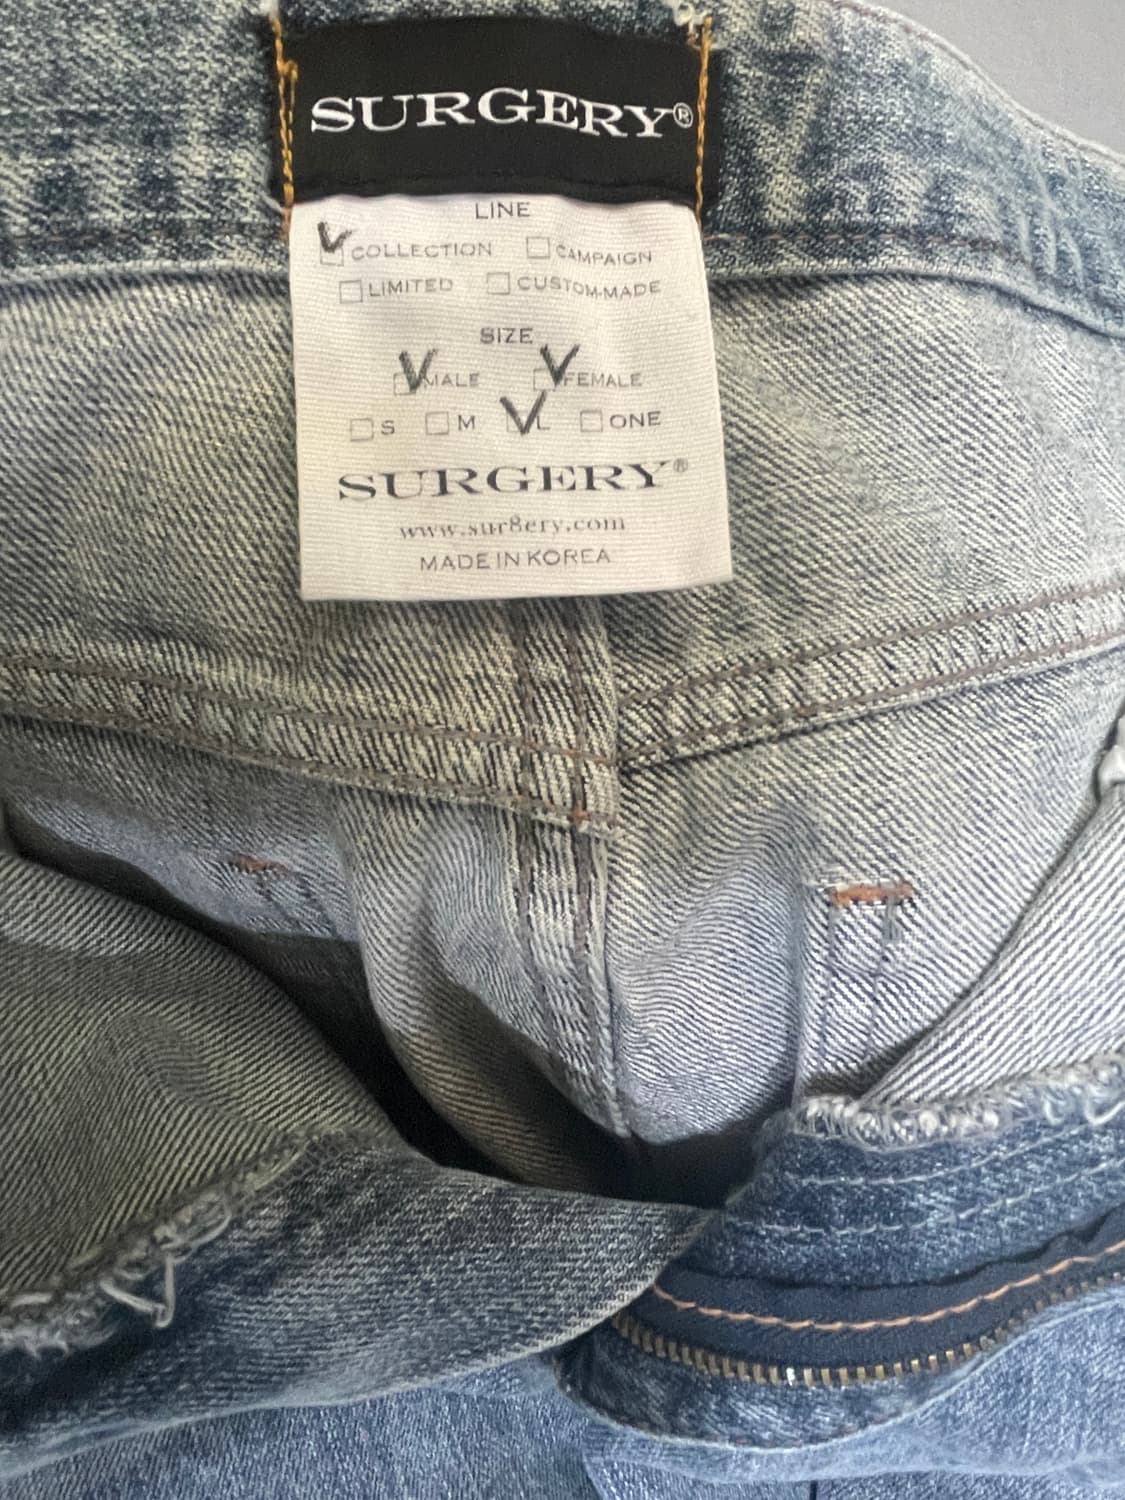 SURGERY®
LINE
COLLECTION CAMPAIGN
LIMITED CUSTOM-MADE
SIZE
MALE FEMALE
S M L ONE
SURGERY®
www.sur8ery.com
MADE IN KOREA